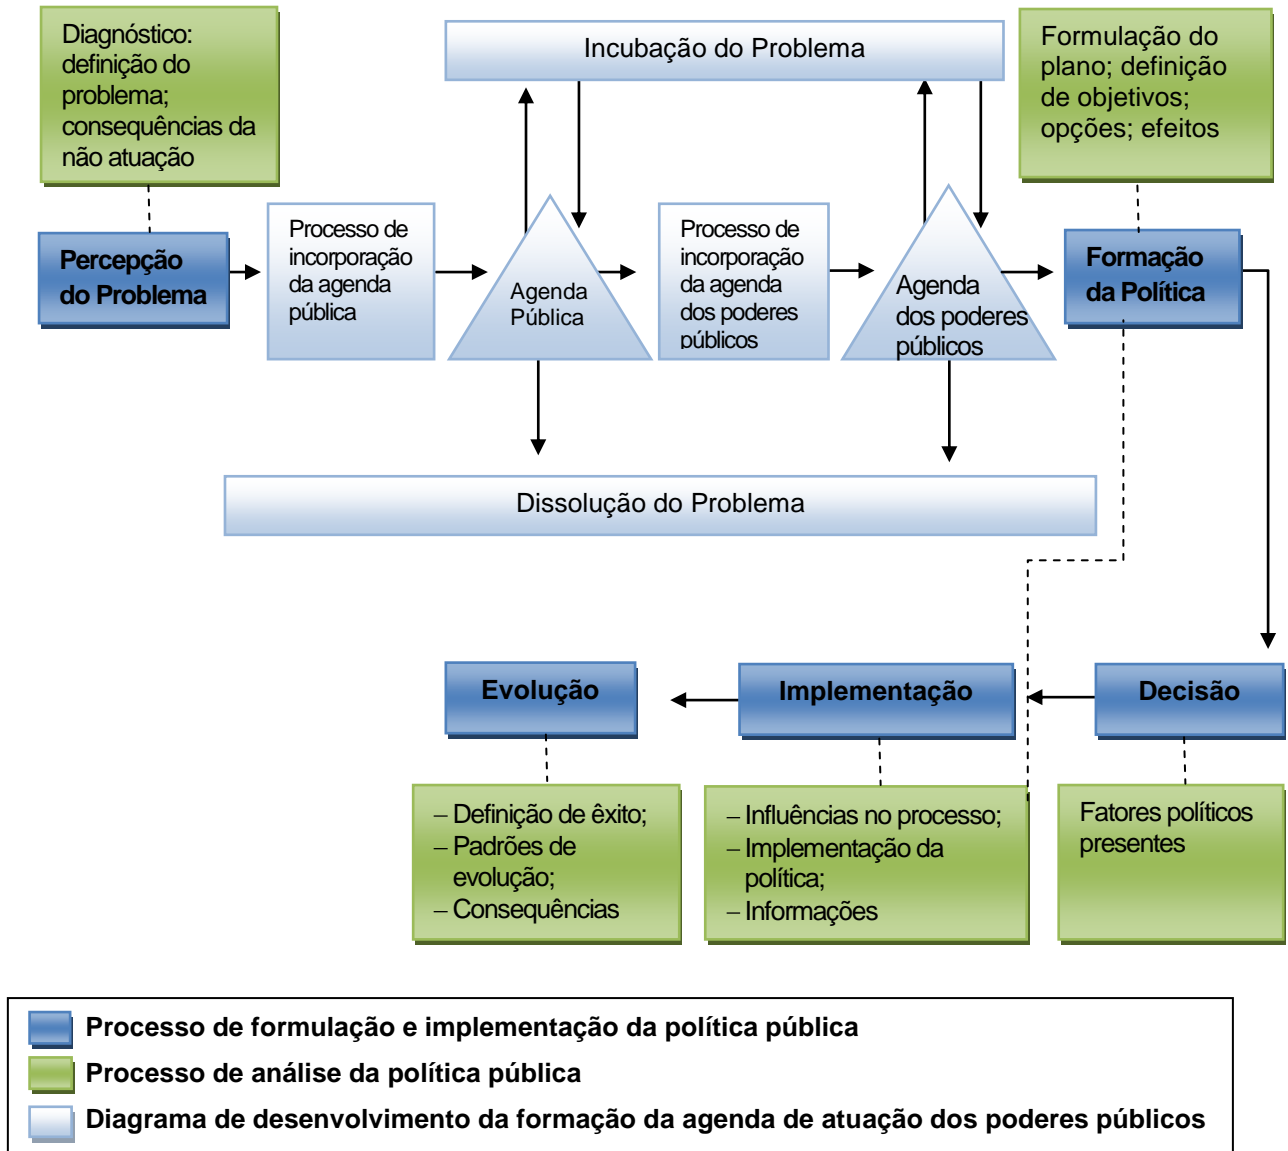 Diagnóstico:
definição do
problema;
consequências da
não atuação
Incubação do Problema
Formulação do
plano; definição
de objetivos;
opções; efeitos
Percepção
do Problema
Processo de
incorporação
da agenda
pública
Agenda
Pública
Processo de
incorporação
da agenda
dos poderes
públicos
Agenda
dos poderes
públicos
Formação
da Política
Dissolução do Problema
Evolução
Implementação
Decisão
– Definição de êxito;
– Padrões de
evolução;
– Consequências
– Influências no processo;
– Implementação da
política;
– Informações
Fatores políticos
presentes
Processo de formulação e implementação da política pública
Processo de análise da política pública
Diagrama de desenvolvimento da formação da agenda de atuação dos poderes públicos